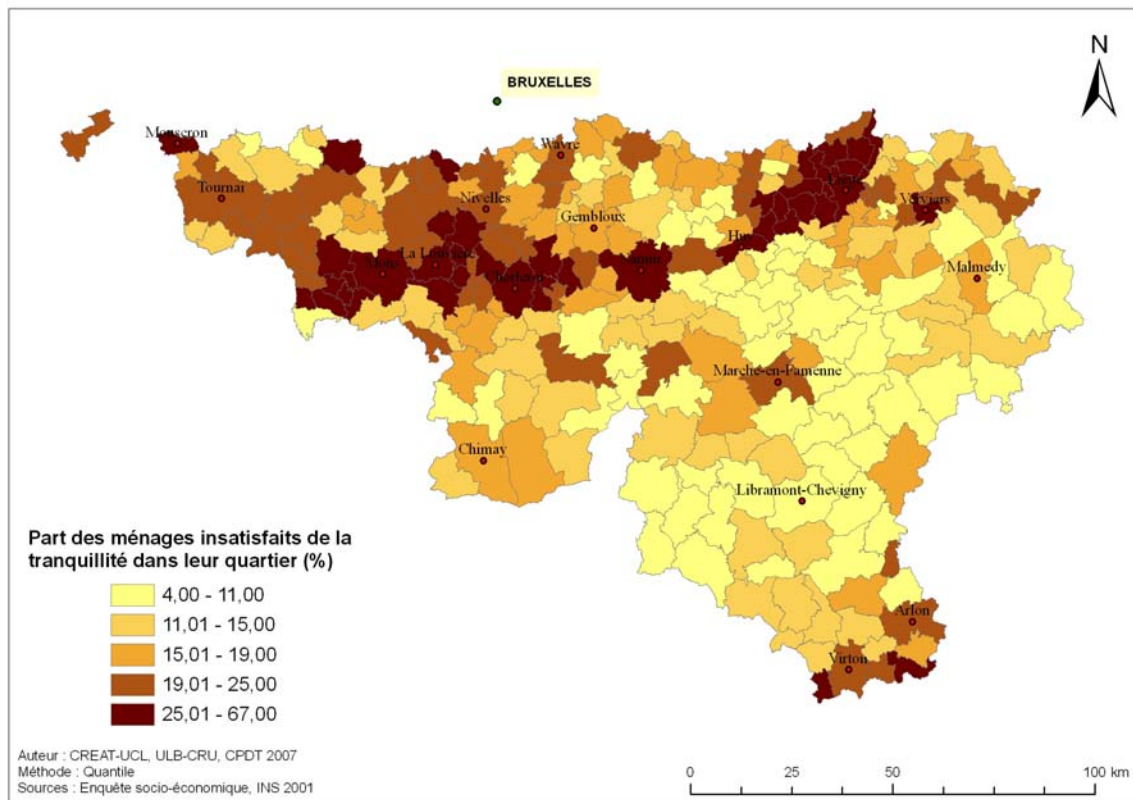 N
BRUXELLES
Mouscron
Wavre
Tournai
Liège
Verviers
Nivelles
Gembloux
Huy
La Louvière
Mons
Namur
Charleroi
Malmedy
Marche-en-Famenne
Chimay
Libramont-Chevigny
Arlon
Virton
Part des ménages insatisfaits de la
tranquillité dans leur quartier (%)
4,00 - 11,00
11,01 - 15,00
15,01 - 19,00
19,01 - 25,00
25,01 - 67,00
Auteur : CREAT-UCL, ULB-CRU, CPDT 2007
Méthode : Quantile
Sources : Enquête socio-économique, INS 2001
0 25 50 100 km